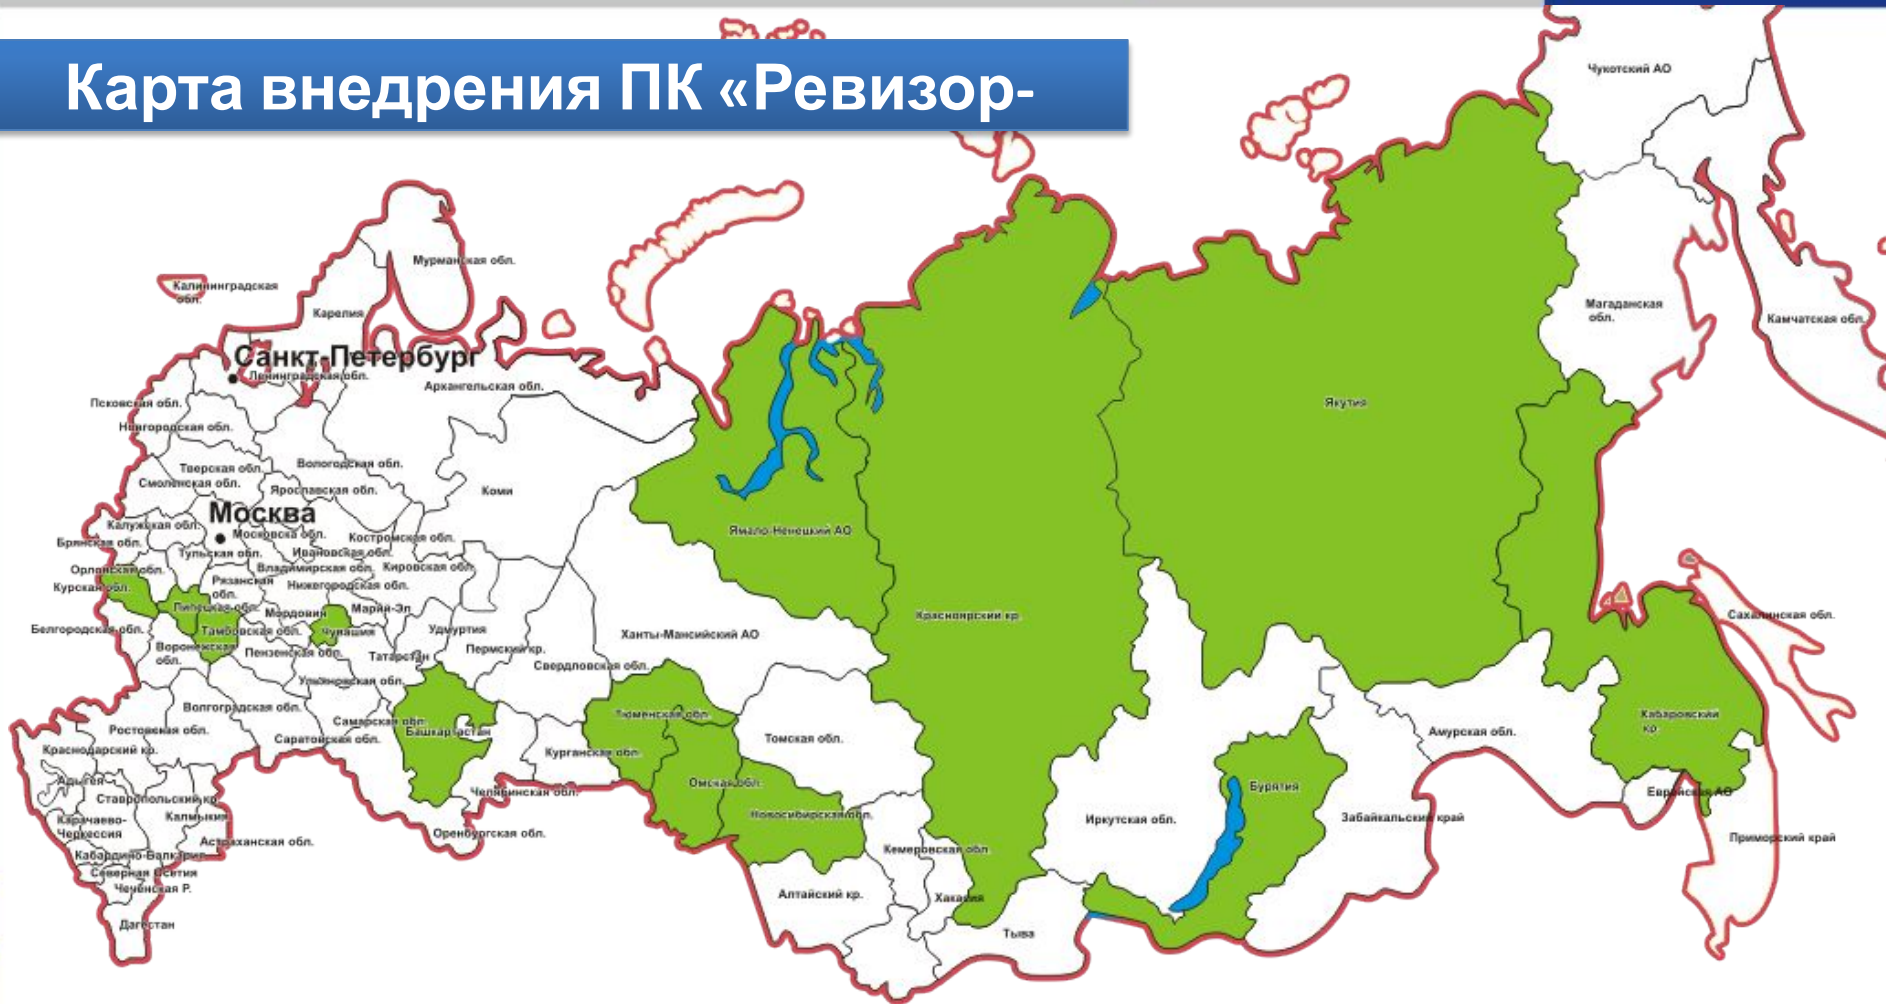 Карта внедрения ПК «Ревизор-
Чукотский АО
Мурманская обл.
Калининградская
обл.
Карелия
Магаданская
обл.
Камчатская обл.
Санкт-Петербург
Ленинградская обл.
Архангельская обл.
Псковская обл.
Якутия
Новгородская обл.
Вологодская обл.
Тверская обл.
Смоленская обл.
Ярославская обл.
Коми
Москва
Калужская обл.
Московска обл.
Костромская обл.
Ямало-Ненецкий АО
Брянская обл.
Тульская обл.
Ивановская обл.
Владимирская обл.
Кировская обл.
Орловская обл.
Рязанская
обл.
Нижегородская обл.
Курская обл.
Липецкая обл.
Мордовия
Марий-Эл
Красноярский кр.
Сахалинская обл.
Белгородская обл.
Тамбовская обл.
Чувашия
Удмуртия
Ханты-Мансийский АО
Воронежская
обл.
Пензенская обл.
Татарстан
Пермский кр.
Свердловская обл.
Ульяновская обл.
Волгоградская обл.
Тюменская обл.
Кабаровский
кр.
Ростовская обл.
Самарская обл.
Башкартастан
Саратовская обл.
Томская обл.
Амурская обл.
Краснодарский кр.
Курганская обл.
Адыгея
Омская обл.
Бурятия
Челябинская обл.
Еврейская АО
Ставропольский кр.
Карачаево-
Черкессия
Калмыкия
Новосибирская обл.
Иркутская обл.
Забайкальский край
Астраханская обл.
Оренбургская обл.
Приморский край
Кабардино-Балкария
Кемеровская обл.
Северная Осетия
Чеченская Р.
Алтайский кр.
Хакасия
Дагестан
Тыва